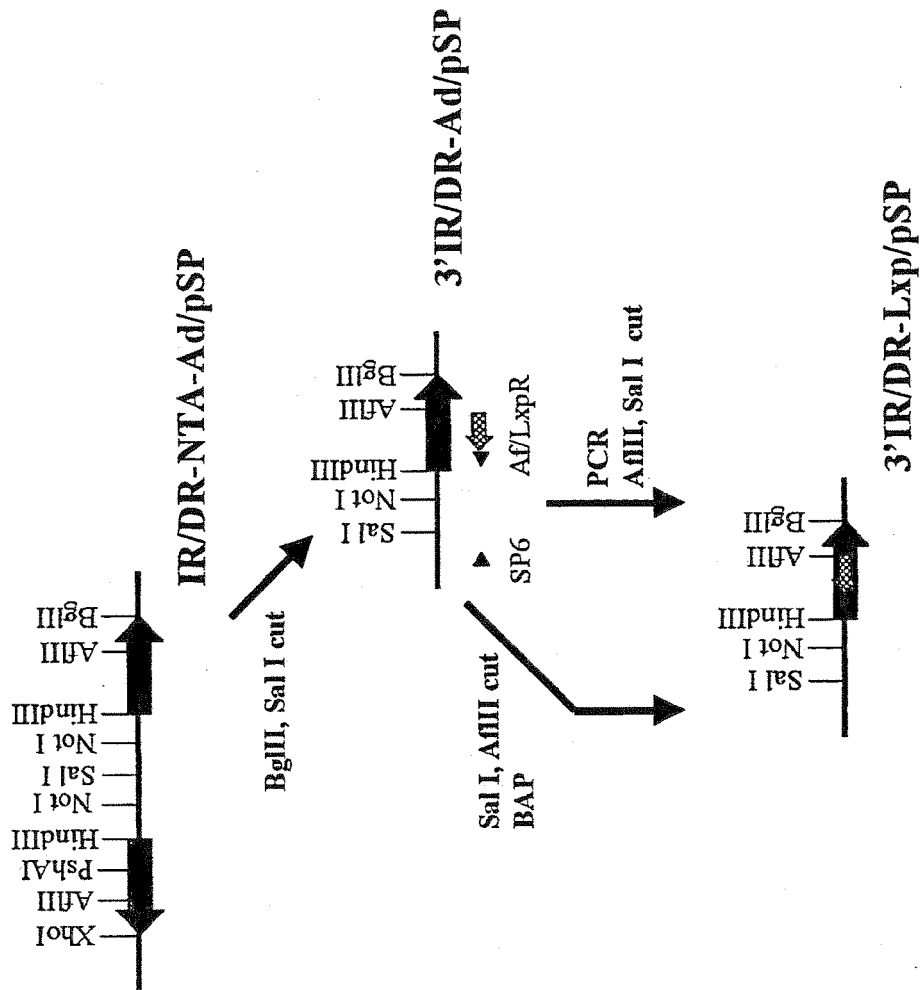 XhoI
AflII
PshAI
HindIII
Not I
Sal I
Not I
HindIII
AflII
BglII
IR/DR-NTA-Ad/pSP
BglII, Sal I cut
Sal I
Not I
HindIII
AflII
BglII
3'IR/DR-Ad/pSP
SP6
Af/LxpR
Sal I, AflII cut
BAP
PCR
AflII, Sal I cut
Sal I
Not I
HindIII
AflII
BglII
3'IR/DR-Lxp/pSP